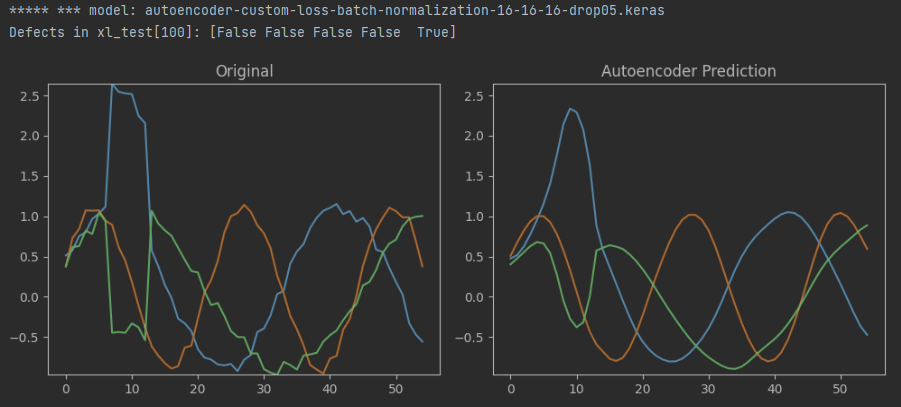 ***** *** model: autoencoder-custom-loss-batch-normalization-16-16-16-drop05.keras
Defects in xl_test[100]: [False False False False  True]
Original
Autoencoder Prediction
2.5
2.0
1.5
1.0
0.5
0.0
−0.5
0 10 20 30 40 50
2.5
2.0
1.5
1.0
0.5
0.0
−0.5
0 10 20 30 40 50